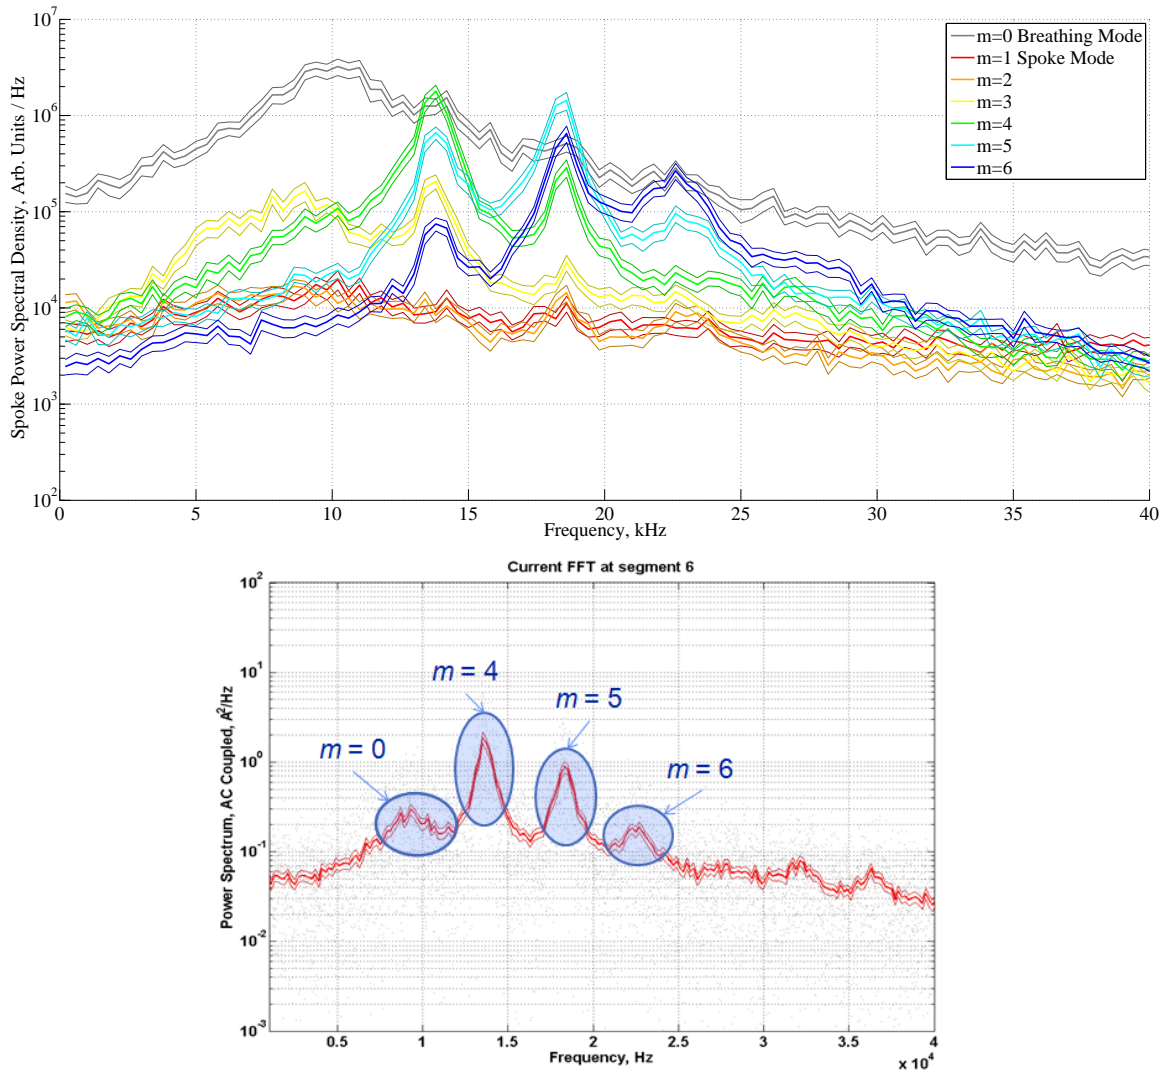 10^7
10^6
10^5
10^4
10^3
10^2
Spoke Power Spectral Density, Arb. Units / Hz
m=0 Breathing Mode
m=1 Spoke Mode
m=2
m=3
m=4
m=5
m=6
0 5 10 15 20 25 30 35 40
Frequency, kHz
Current FFT at segment 6
10^2
10^1
10^0
10^-1
10^-2
10^-3
Power Spectrum, AC Coupled, A^2/Hz
m = 4
m = 5
m = 0
m = 6
0.5 1 1.5 2 2.5 3 3.5 4
Frequency, Hz
x 10^4